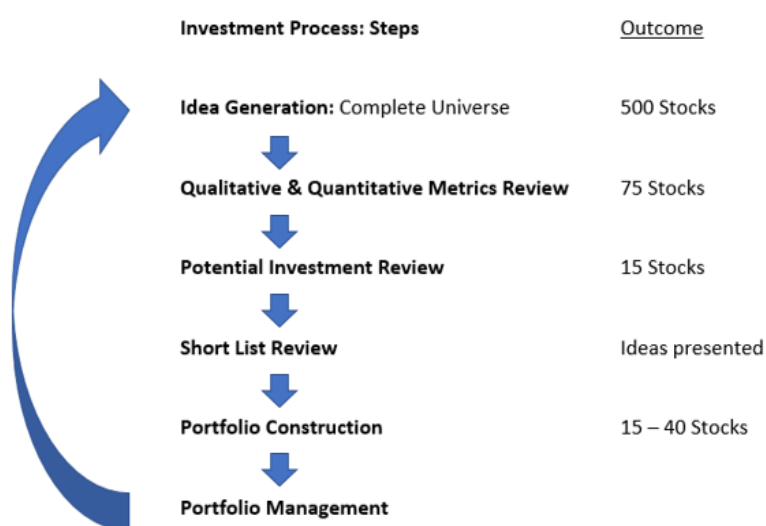 Investment Process: Steps Outcome
Idea Generation: Complete Universe 500 Stocks
Qualitative & Quantitative Metrics Review 75 Stocks
Potential Investment Review 15 Stocks
Short List Review Ideas presented
Portfolio Construction 15 – 40 Stocks
Portfolio Management